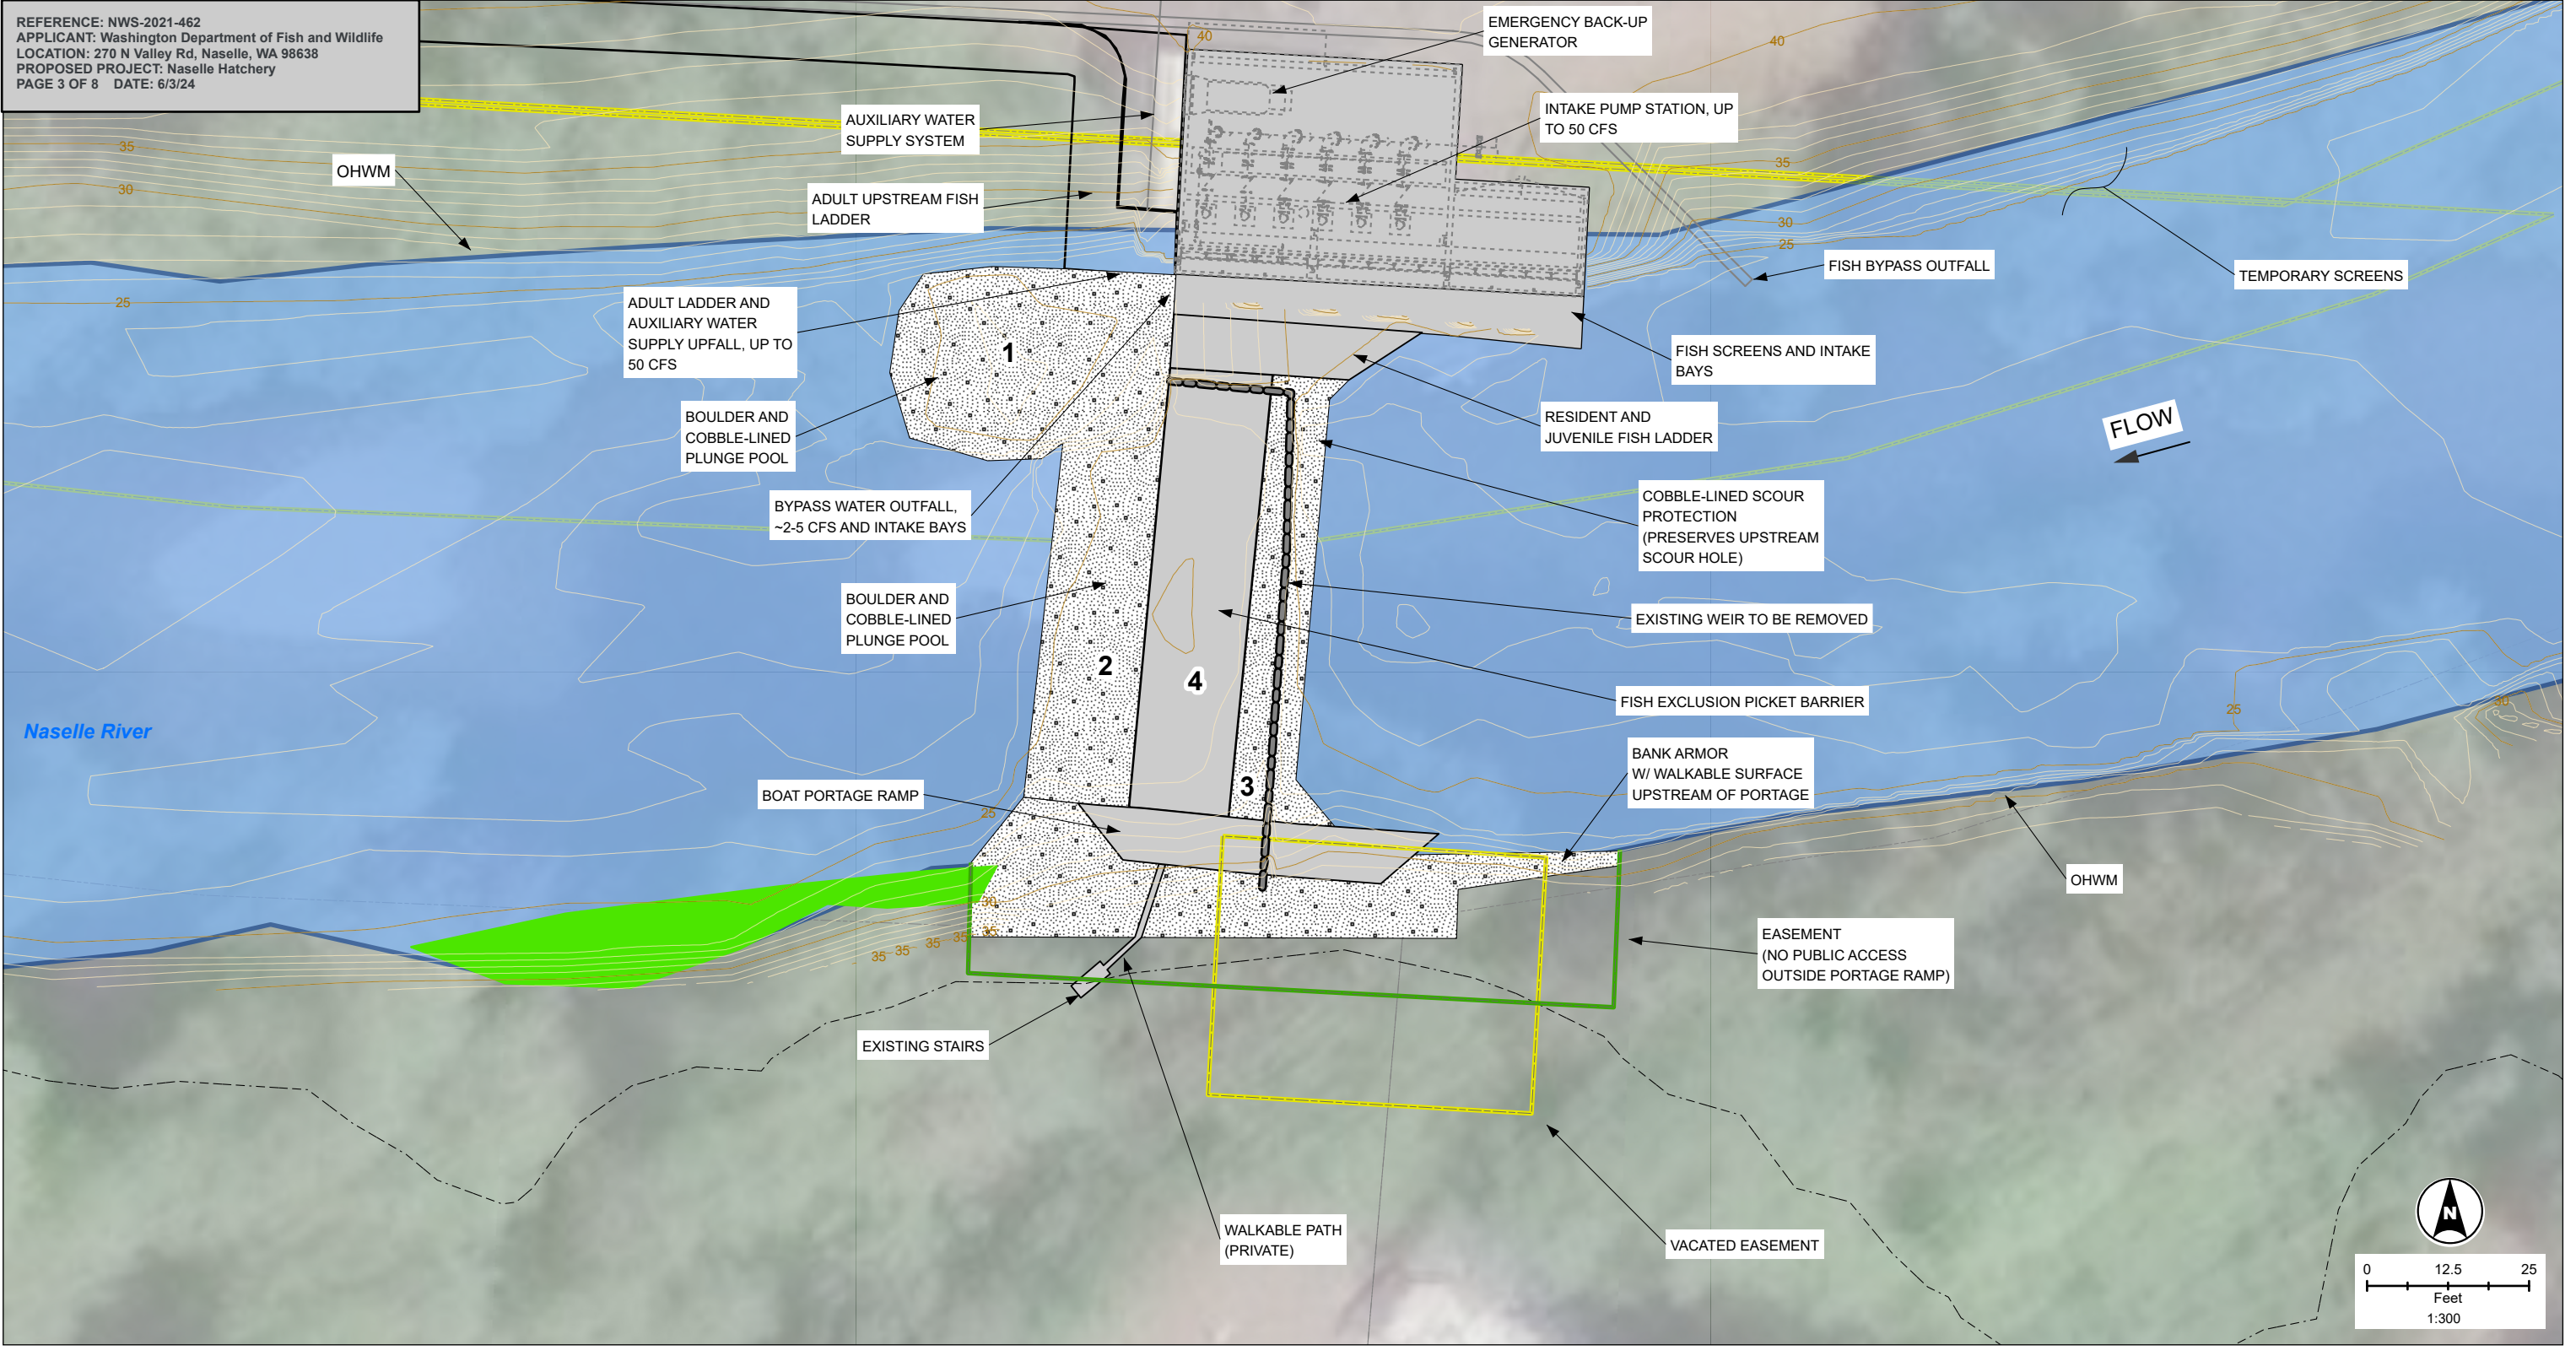 REFERENCE: NWS-2021-462
APPLICANT: Washington Department of Fish and Wildlife
LOCATION: 270 N Valley Rd, Naselle, WA 98638
PROPOSED PROJECT: Naselle Hatchery
PAGE 3 OF 8 DATE: 6/3/24
EMERGENCY BACK-UP
GENERATOR
40
40
AUXILIARY WATER
SUPPLY SYSTEM
INTAKE PUMP STATION, UP
TO 50 CFS
35
OHWM
30
ADULT UPSTREAM FISH
LADDER
35
30
25
FISH BYPASS OUTFALL
TEMPORARY SCREENS
25
ADULT LADDER AND
AUXILIARY WATER
SUPPLY UPFALL, UP TO
50 CFS
1
FISH SCREENS AND INTAKE
BAYS
BOULDER AND
COBBLE-LINED
PLUNGE POOL
RESIDENT AND
JUVENILE FISH LADDER
FLOW
BYPASS WATER OUTFALL,
~2-5 CFS AND INTAKE BAYS
COBBLE-LINED SCOUR
PROTECTION
(PRESERVES UPSTREAM
SCOUR HOLE)
BOULDER AND
COBBLE-LINED
PLUNGE POOL
EXISTING WEIR TO BE REMOVED
2
4
FISH EXCLUSION PICKET BARRIER
25
30
Naselle River
BANK ARMOR
W/ WALKABLE SURFACE
UPSTREAM OF PORTAGE
3
BOAT PORTAGE RAMP
25
OHWM
30
35
35
35
35
35
EASEMENT
(NO PUBLIC ACCESS
OUTSIDE PORTAGE RAMP)
EXISTING STAIRS
WALKABLE PATH
(PRIVATE)
VACATED EASEMENT
N
0 12.5 25
Feet
1:300